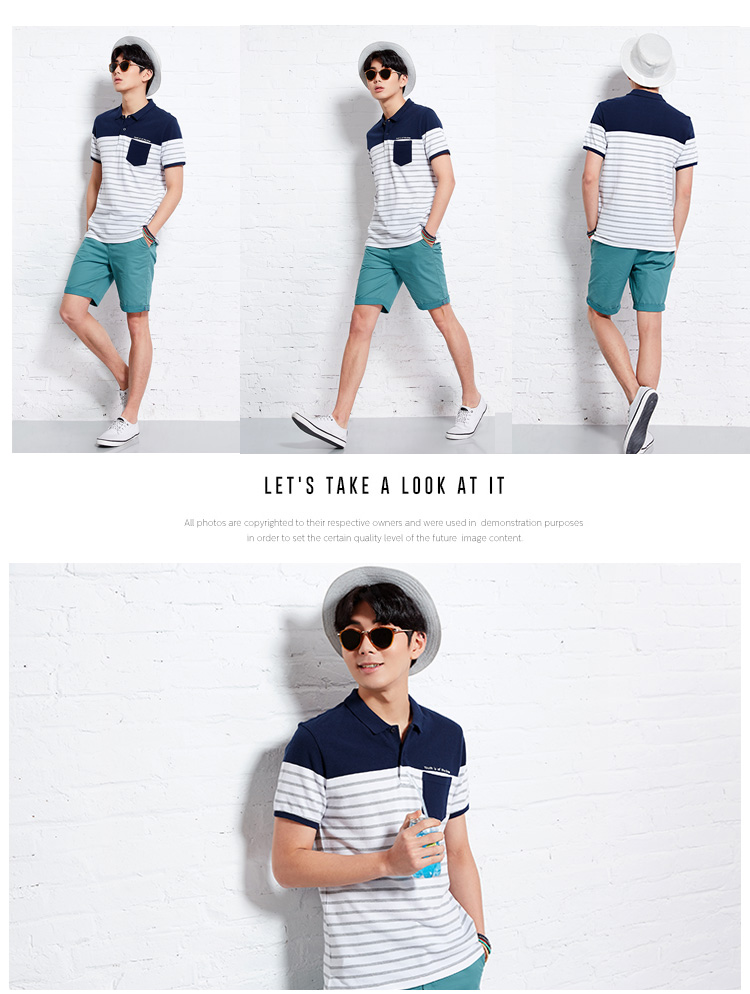 LET'S TAKE A LOOK AT IT
All photos are copyrighted to their respective owners and were used in demonstration purposes
in order to set the certain quality level of the future image content.